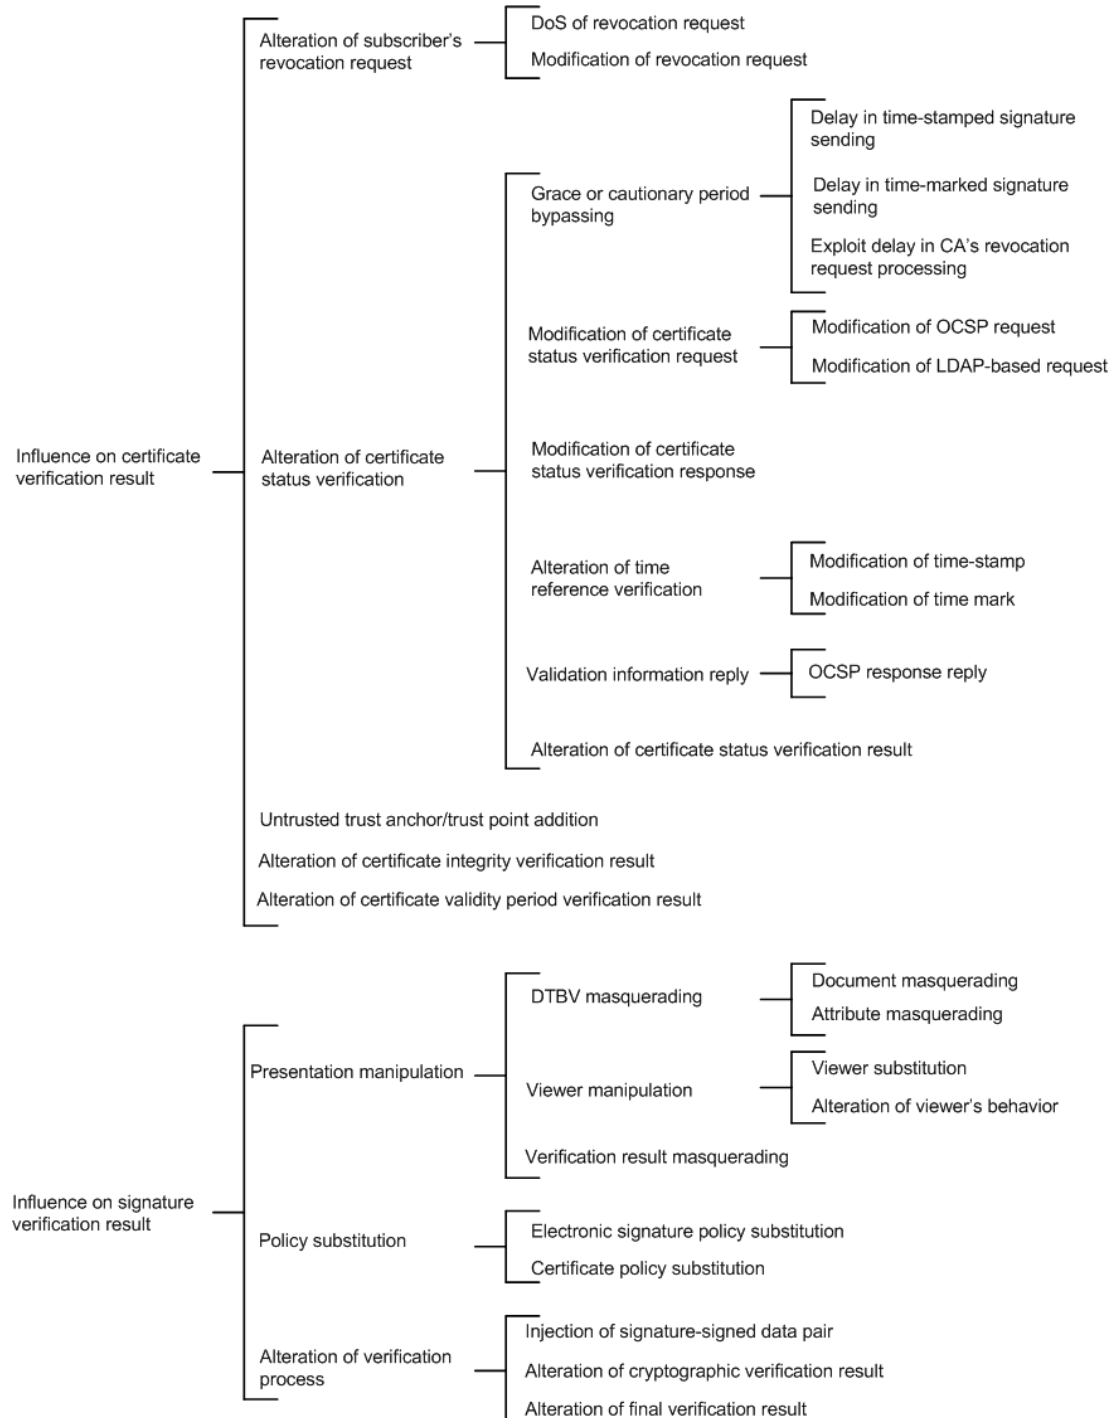 DoS of revocation request
Alteration of subscriber's
revocation request
Modification of revocation request
Delay in time-stamped signature
sending
Grace or cautionary period
bypassing
Delay in time-marked signature
sending
Exploit delay in CA's revocation
request processing
Modification of certificate
status verification request
Modification of OCSP request
Modification of LDAP-based request
Influence on certificate
verification result
Alteration of certificate
status verification
Modification of certificate
status verification response
Alteration of time
reference verification
Modification of time-stamp
Modification of time mark
Validation information reply
OCSP response reply
Alteration of certificate status verification result
Untrusted trust anchor/trust point addition
Alteration of certificate integrity verification result
Alteration of certificate validity period verification result
DTBV masquerading
Document masquerading
Attribute masquerading
Presentation manipulation
Viewer manipulation
Viewer substitution
Alteration of viewer's behavior
Verification result masquerading
Influence on signature
verification result
Policy substitution
Electronic signature policy substitution
Certificate policy substitution
Alteration of verification
process
Injection of signature-signed data pair
Alteration of cryptographic verification result
Alteration of final verification result